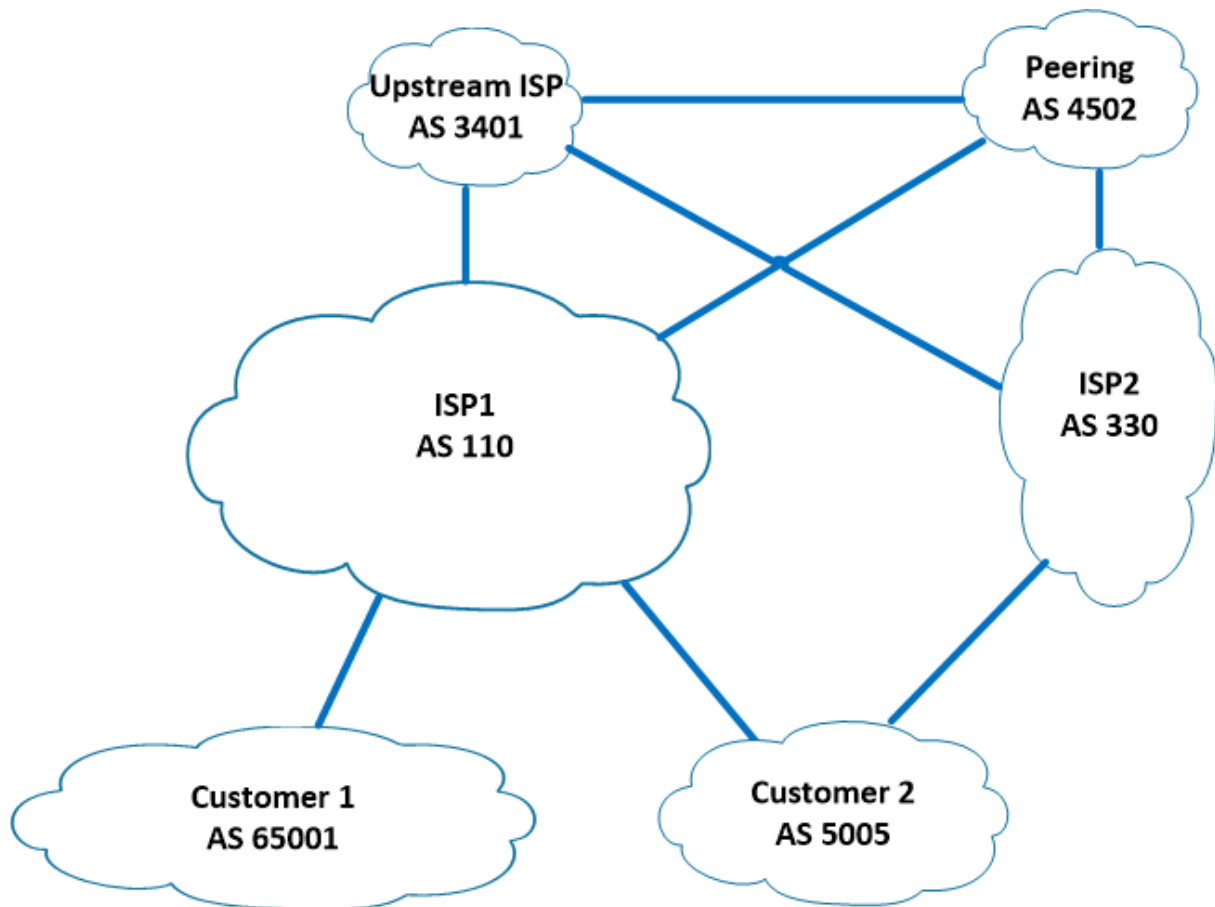 Upstream ISP
AS 3401
Peering
AS 4502
ISP1
AS 110
ISP2
AS 330
Customer 1
AS 65001
Customer 2
AS 5005